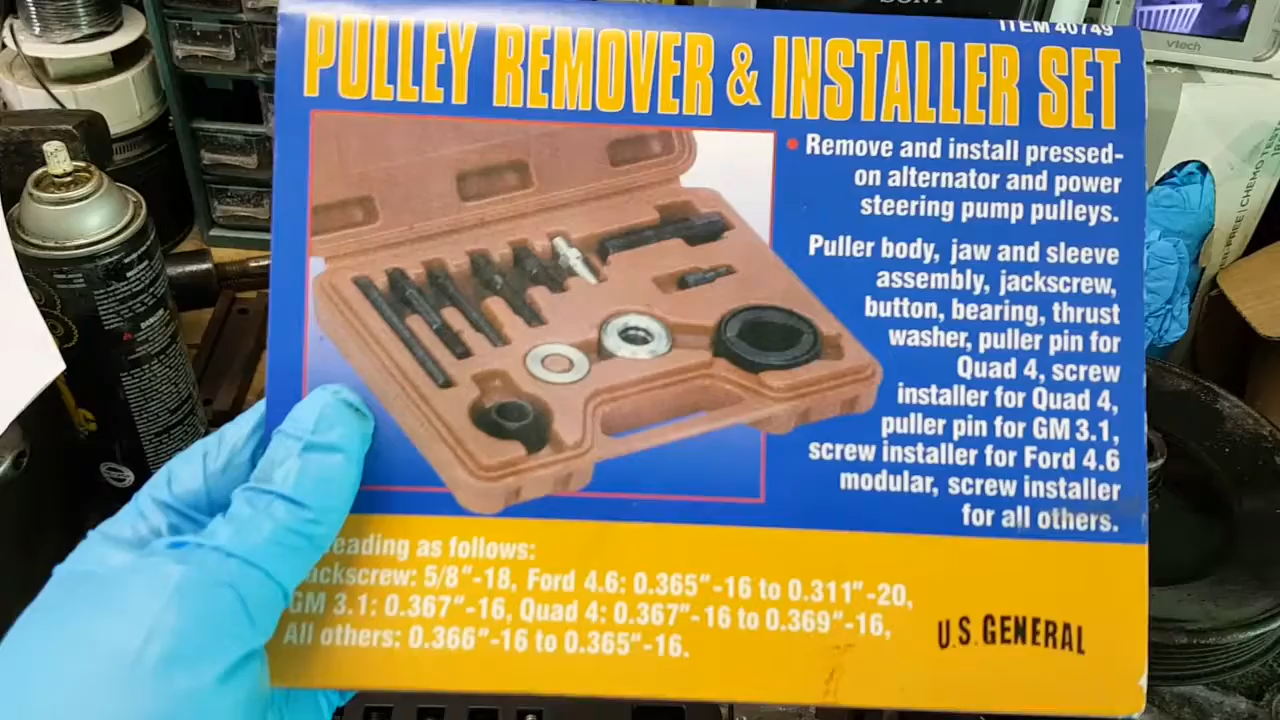 SONY
ITEM 40749
vtech
PULLEY REMOVER & INSTALLER SET
• Remove and install pressed-
on alternator and power
steering pump pulleys.
Puller body, jaw and sleeve
assembly, jackscrew,
button, bearing, thrust
washer, puller pin for
Quad 4, screw
installer for Quad 4,
puller pin for GM 3.1,
screw installer for Ford 4.6
modular, screw installer
for all others.
eading as follows:
ackscrew: 5/8"-18, Ford 4.6: 0.365"-16 to 0.311"-20,
GM 3.1: 0.367"-16, Quad 4: 0.367"-16 to 0.369"-16,
All others: 0.366"-16 to 0.365"-16.
U.S. GENERAL
DANGER